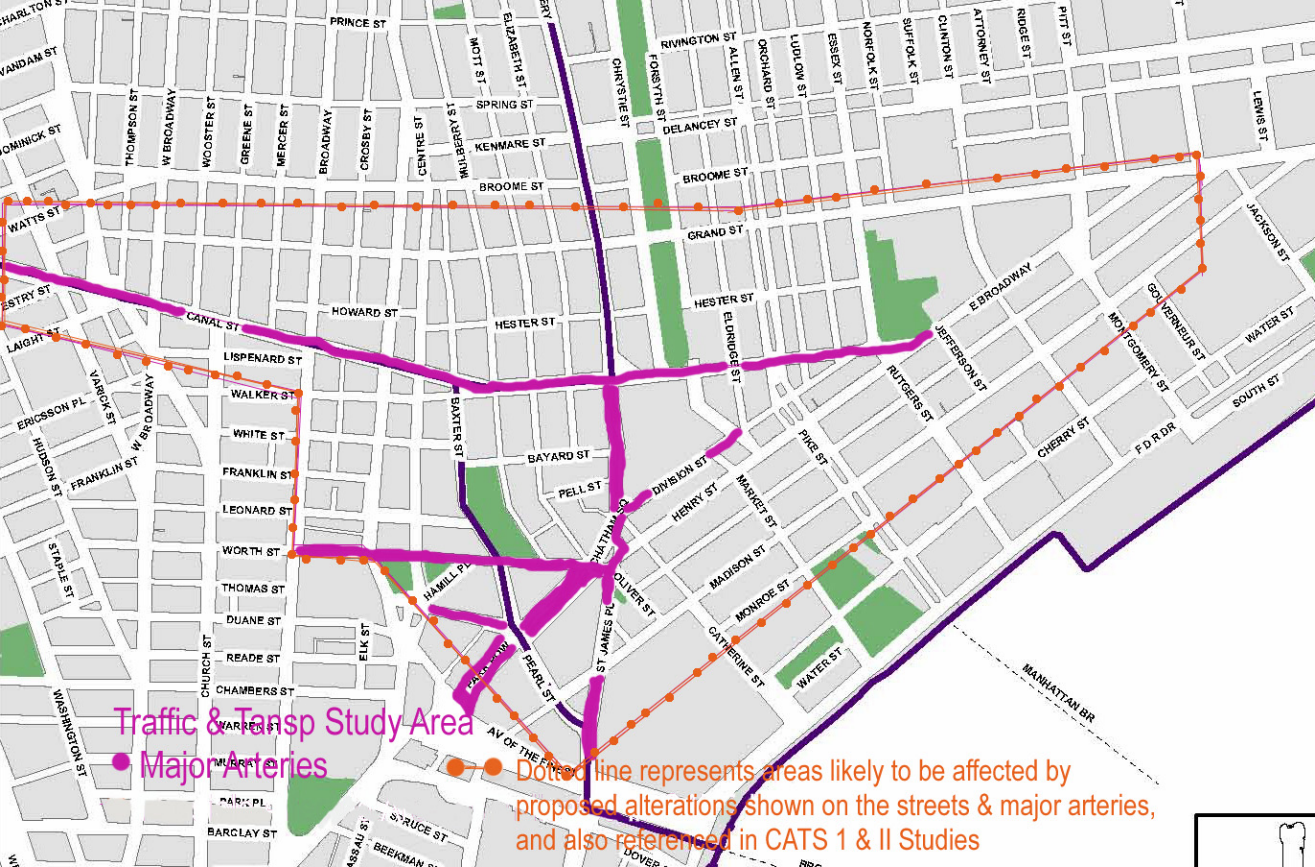 CHARLTON ST
PRINCE ST
VANDAM ST
DOMINICK ST
THOMPSON ST
W BROADWAY
WOOSTER ST
GREENE ST
MERCER ST
BROADWAY
CROSBY ST
CENTRE ST
MULBERRY ST
MOTT ST
ELIZABETH ST
ERY
SPRING ST
KENMARE ST
BROOME ST
CHRYSTIE ST
FORSYTH ST
RIVINGTON ST
ALLEN ST
ORCHARD ST
LUDLOW ST
ESSEX ST
NORFOLK ST
SUFFOLK ST
CLINTON ST
ATTORNEY ST
RIDGE ST
PITT ST
LEWIS ST
DELANCEY ST
BROOME ST
GRAND ST
WATTS ST
ESTRY ST
LAIGHT ST
CANAL ST
HOWARD ST
HESTER ST
HESTER ST
ELDRIDGE ST
E BROADWAY
JACKSON ST
GOUVERNEUR ST
MONTGOMERY ST
WATER ST
SOUTH ST
JEFFERSON ST
RUTGERS ST
LISPENARD ST
WALKER ST
WHITE ST
FRANKLIN ST
LEONARD ST
WORTH ST
THOMAS ST
DUANE ST
READE ST
CHAMBERS ST
WARREN ST
MURRAY ST
PARK PL
BARCLAY ST
ERICSSON PL
VARICK ST
W BROADWAY
HUDSON ST
FRANKLIN ST
STAPLE ST
WASHINGTON ST
CHURCH ST
ELK ST
BAXTER ST
BAYARD ST
PELL ST
DIVISION ST
HENRY ST
MARKET ST
PIKE ST
CHERRY ST
F D R DR
CHATHAM SQ
HAMILL PL
OLIVER ST
MADISON ST
MONROE ST
CATHERINE ST
WATER ST
ST JAMES PL
PARK ROW
PEARL ST
AV OF THE FINEST
MANHATTAN BR
SPRUCE ST
BEEKMAN ST
ASSAU ST
DOVER
BRO
Traffic & Tansp Study Area
Major Arteries
Dotted line represents areas likely to be affected by
proposed alterations shown on the streets & major arteries,
and also referenced in CATS 1 & II Studies